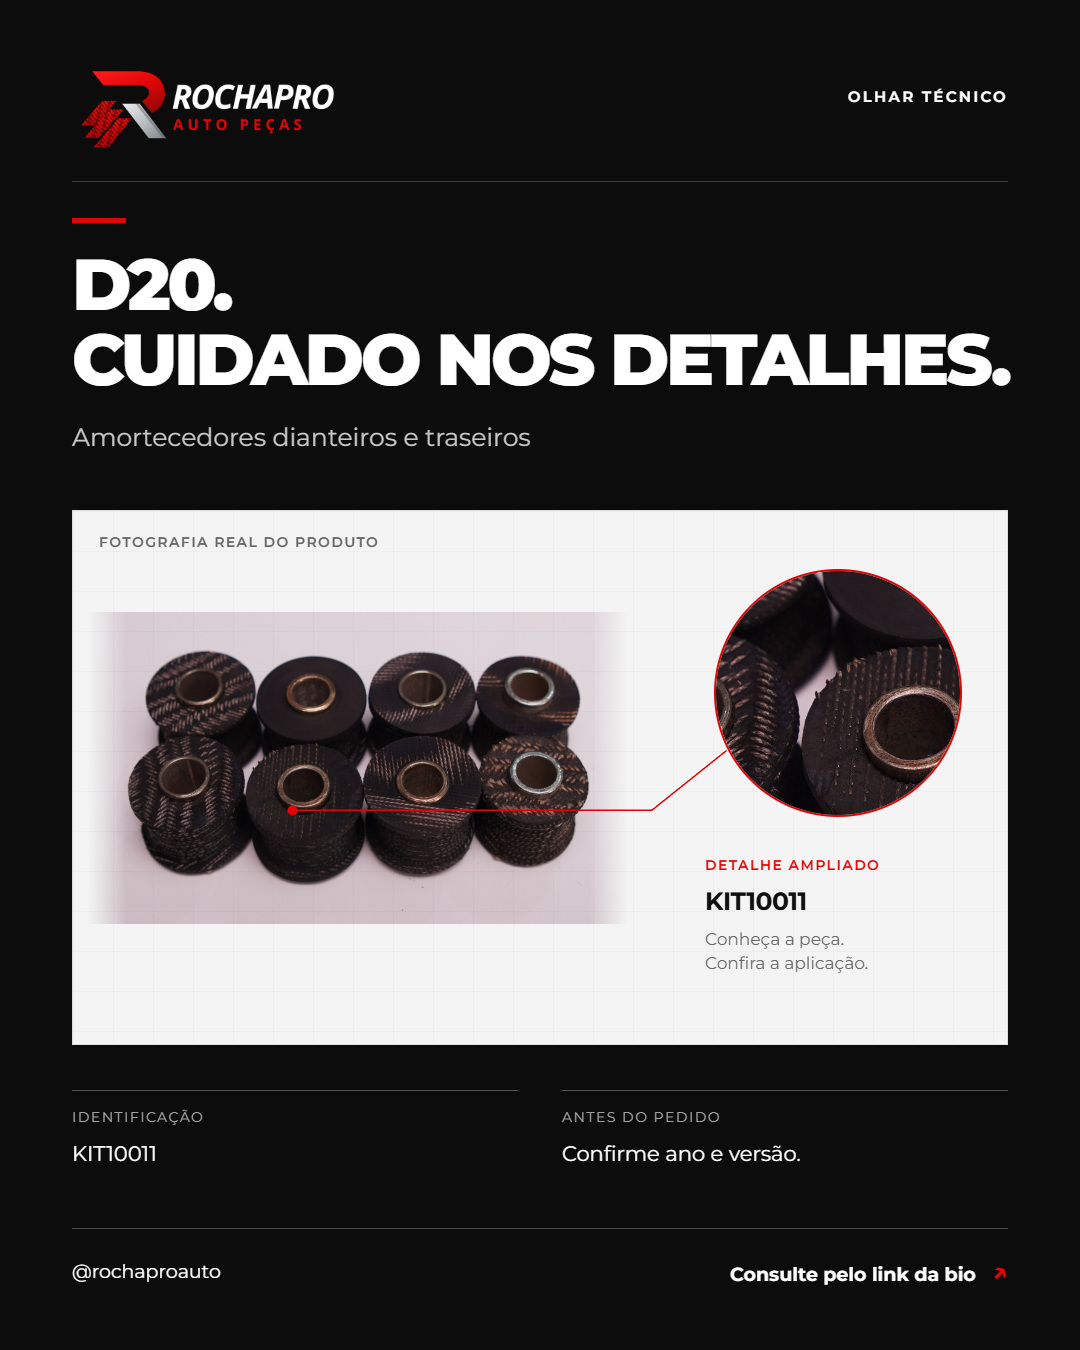 ROCHAPRO
AUTO PEÇAS
OLHAR TÉCNICO
D20.
CUIDADO NOS DETALHES.
Amortecedores dianteiros e traseiros
FOTOGRAFIA REAL DO PRODUTO
DETALHE AMPLIADO
KIT10011
Conheça a peça.
Confira a aplicação.
IDENTIFICAÇÃO
KIT10011
ANTES DO PEDIDO
Confirme ano e versão.
@rochaproauto
Consulte pelo link da bio